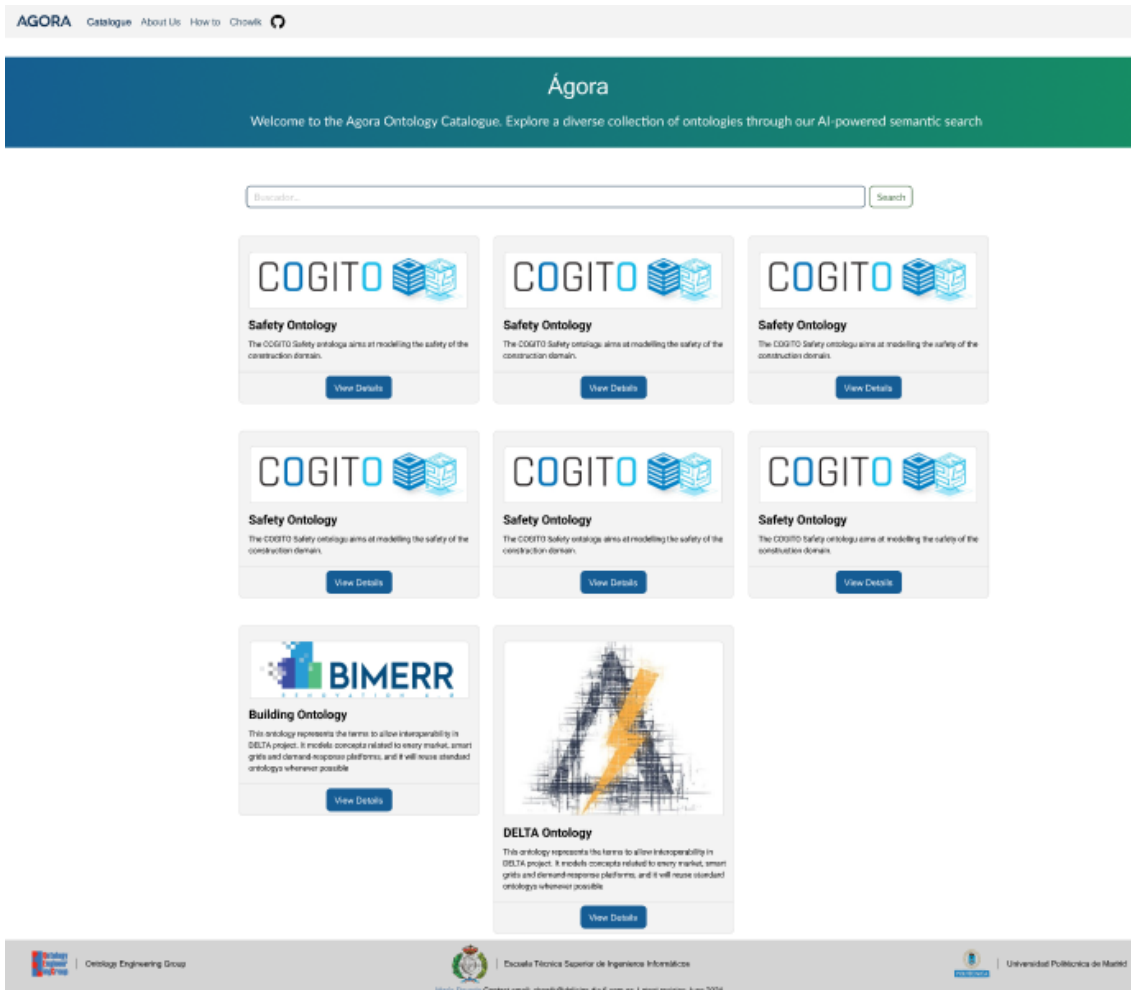 AGORA Catalogue About Us How to Chowlk
Ágora
Welcome to the Agora Ontology Catalogue. Explore a diverse collection of ontologies through our AI-powered semantic search
Buscador...
Search
COGITO
Safety Ontology
The COGITO Safety ontology aims at modelling the safety of the
construction domain.
View Details
COGITO
Safety Ontology
The COGITO Safety ontology aims at modelling the safety of the
construction domain.
View Details
COGITO
Safety Ontology
The COGITO Safety ontology aims at modelling the safety of the
construction domain.
View Details
COGITO
Safety Ontology
The COGITO Safety ontology aims at modelling the safety of the
construction domain.
View Details
COGITO
Safety Ontology
The COGITO Safety ontology aims at modelling the safety of the
construction domain.
View Details
COGITO
Safety Ontology
The COGITO Safety ontology aims at modelling the safety of the
construction domain.
View Details
BIMERR
Building Ontology
This ontology represents the terms to allow interoperability in
DELTA project. It models concepts related to enery market, smart
grids and demand-response platforms, and it will reuse standard
ontologys whenever possible
View Details
DELTA Ontology
This ontology represents the terms to allow interoperability in
DELTA project. It models concepts related to enery market, smart
grids and demand-response platforms, and it will reuse standard
ontologys whenever possible
View Details
Ontology Engineering Group
Escuela Técnica Superior de Ingenieros Informáticos
POLITÉCNICA
Universidad Politécnica de Madrid